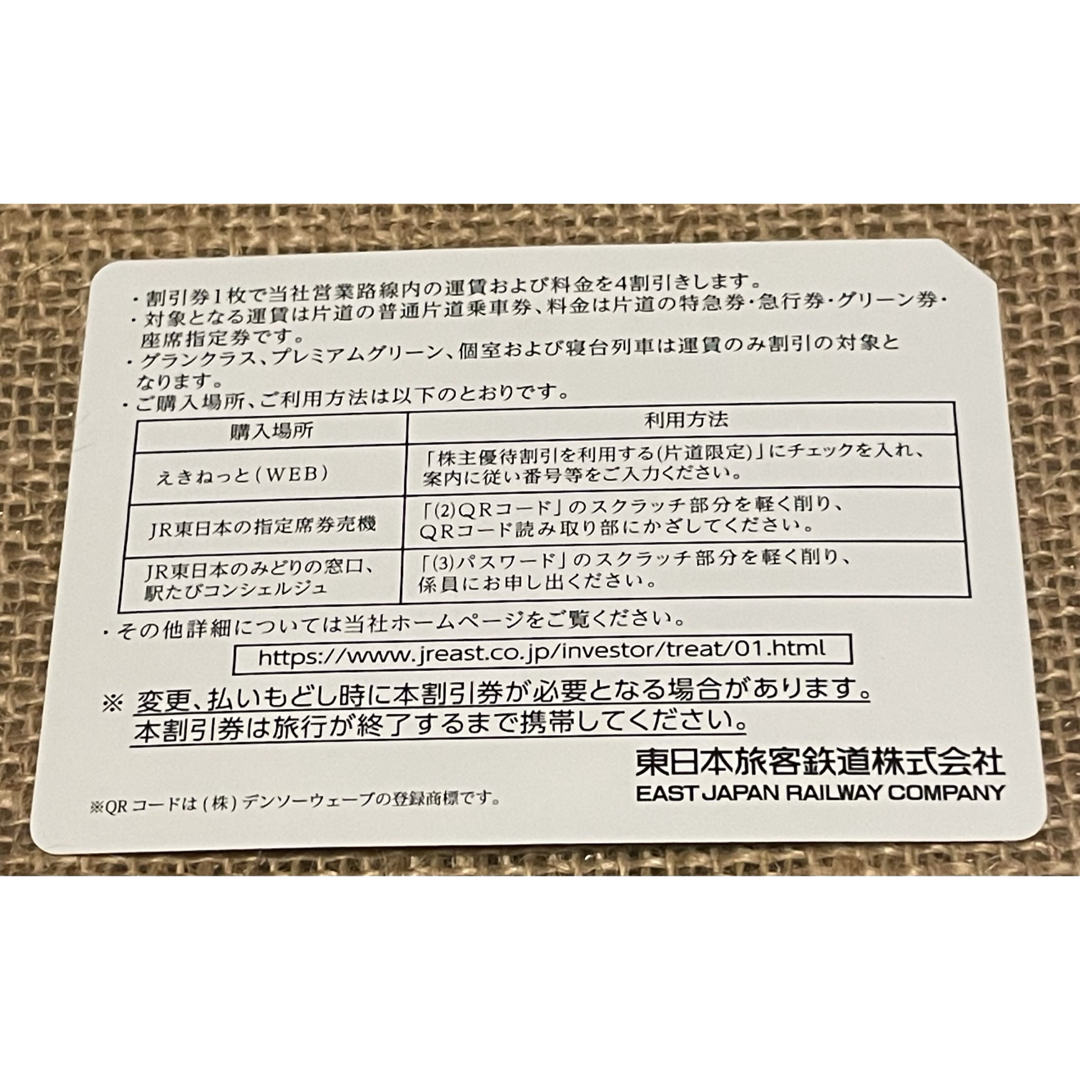 ・割引券1枚で当社営業路線内の運賃および料金を4割引きします。
・対象となる運賃は片道の普通片道乗車券、料金は片道の特急券・急行券・グリーン券・
座席指定券です。
・グランクラス、プレミアムグリーン、個室および寝台列車は運賃のみ割引の対象と
なります。
・ご購入場所、ご利用方法は以下のとおりです。
購入場所 利用方法
えきねっと(WEB) 「株主優待割引を利用する(片道限定)」にチェックを入れ、
案内に従い番号等をご入力ください。
JR東日本の指定席券売機 「(2)QRコード」のスクラッチ部分を軽く削り、
QRコード読み取り部にかざしてください。
JR東日本のみどりの窓口、 「(3)パスワード」のスクラッチ部分を軽く削り、
駅たびコンシェルジュ 係員にお申し出ください。
・その他詳細については当社ホームページをご覧ください。
https://www.jreast.co.jp/investor/treat/01.html
※ 変更、払いもどし時に本割引券が必要となる場合があります。
本割引券は旅行が終了するまで携帯してください。
東日本旅客鉄道株式会社
EAST JAPAN RAILWAY COMPANY
※QRコードは(株)デンソーウェーブの登録商標です。